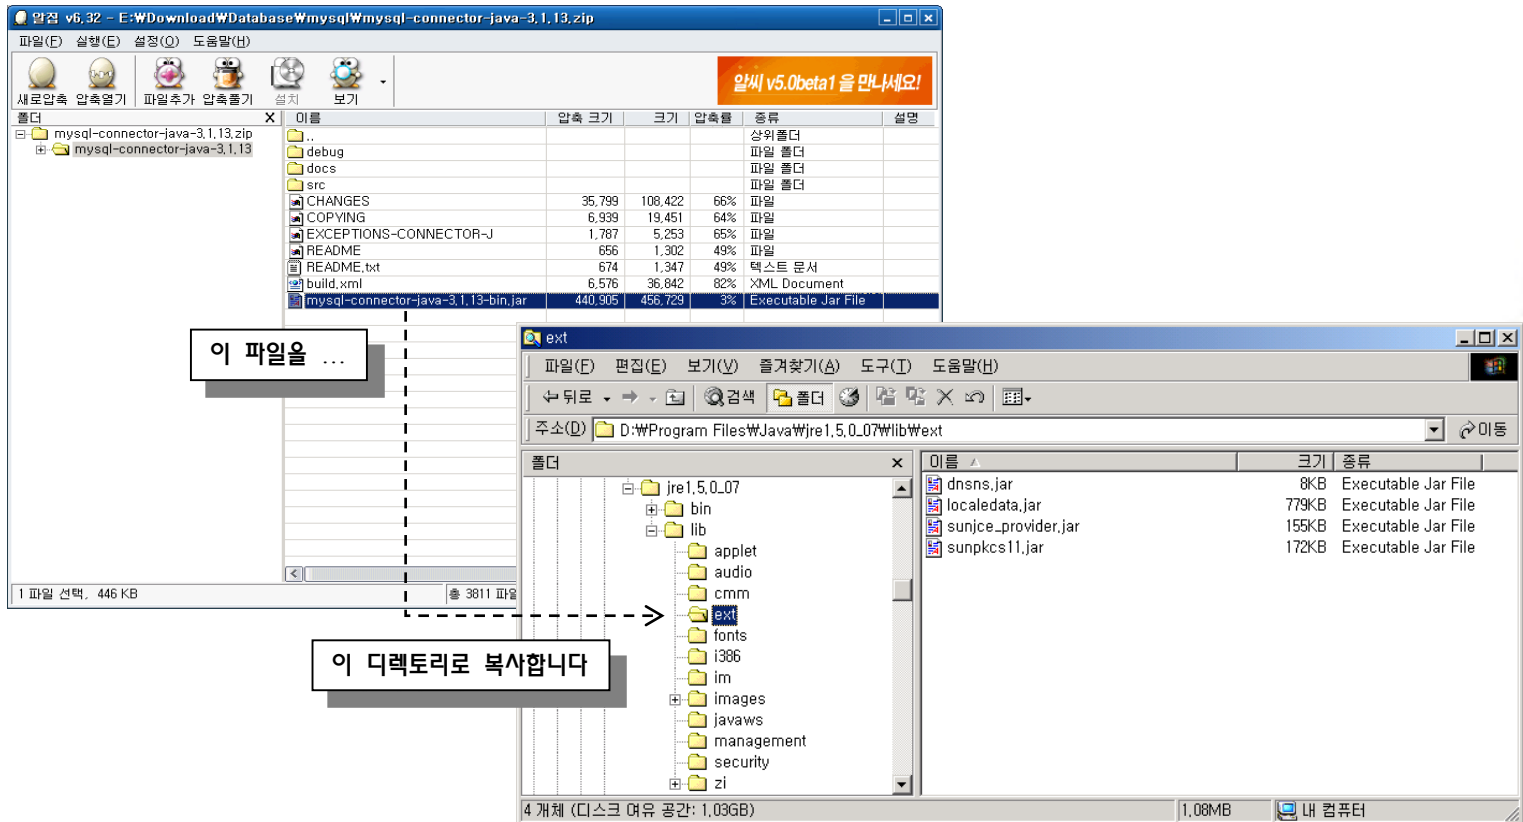 알집 v6.32 - E:₩Download₩Database₩mysql₩mysql-connector-java-3.1.13.zip
파일(F) 실행(E) 설정(O) 도움말(H)
새로압축 압축열기 파일추가 압축풀기 설치 보기
알씨 v5.0beta1 을 만나세요!
폴더 X
mysql-connector-java-3.1.13.zip
mysql-connector-java-3.1.13
이름 압축 크기 크기 압축률 종류 설명
.. 상위폴더
debug 파일 폴더
docs 파일 폴더
src 파일 폴더
CHANGES 35,799 108,422 66% 파일
COPYING 6,939 19,451 64% 파일
EXCEPTIONS-CONNECTOR-J 1,787 5,253 65% 파일
README 656 1,302 49% 파일
README.txt 674 1,347 49% 텍스트 문서
build.xml 6,576 36,842 82% XML Document
mysql-connector-java-3.1.13-bin.jar 440,905 456,729 3% Executable Jar File
이 파일을 ...
1 파일 선택, 446 KB
총 3811 파일
이 디렉토리로 복사합니다
ext
파일(F) 편집(E) 보기(V) 즐겨찾기(A) 도구(T) 도움말(H)
뒤로 검색 폴더
주소(D) D:₩Program Files₩Java₩jre1.5.0_07₩lib₩ext 이동
폴더 x
jre1.5.0_07
bin
lib
applet
audio
cmm
ext
fonts
i386
im
images
javaws
management
security
zi
이름 크기 종류
dnsns.jar 8KB Executable Jar File
localedata.jar 779KB Executable Jar File
sunjce_provider.jar 155KB Executable Jar File
sunpkcs11.jar 172KB Executable Jar File
4 개체 (디스크 여유 공간: 1.03GB) 1.08MB 내 컴퓨터